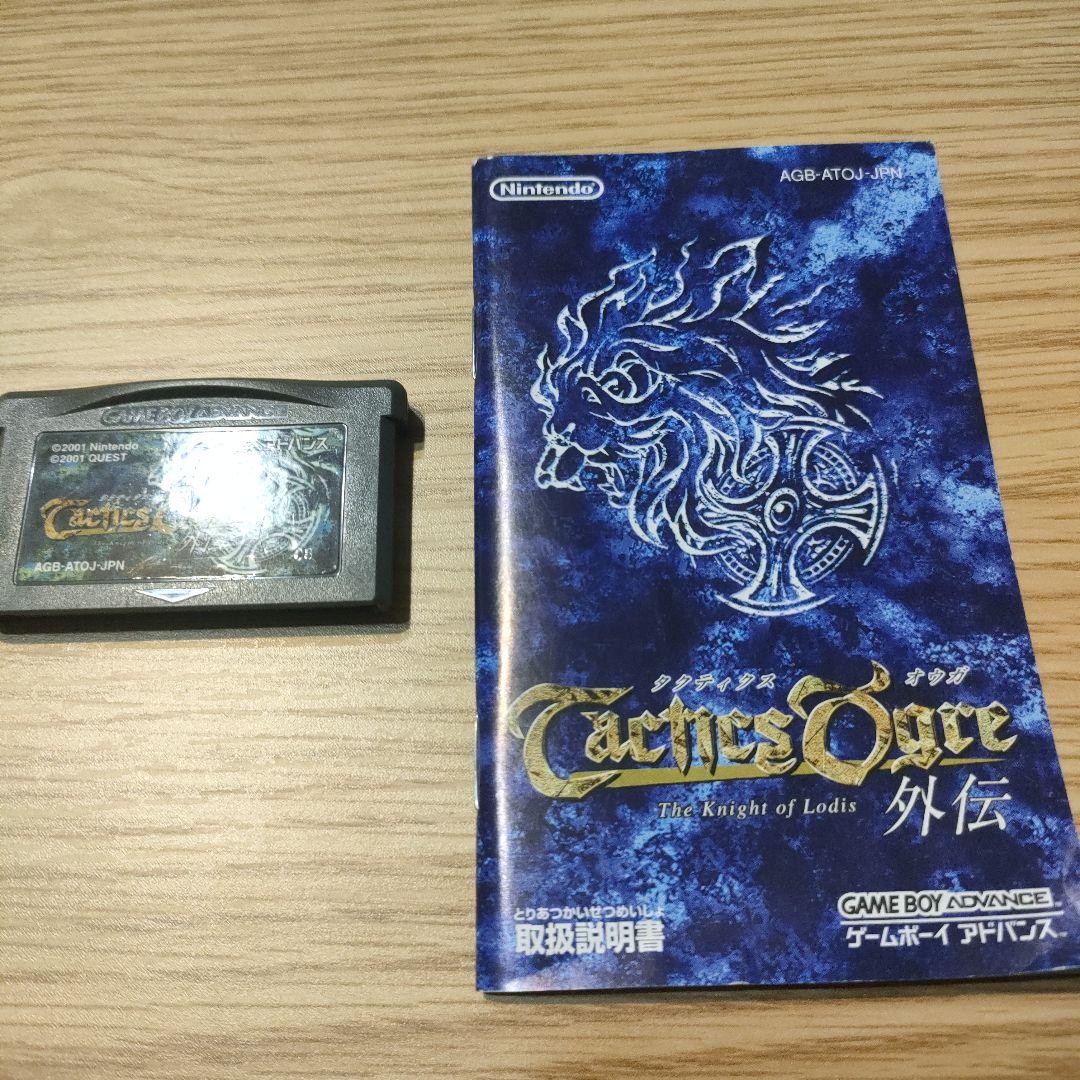 GAME BOY ADVANCE
©2001 Nintendo
©2001 QUEST
ドバンス
Tactics
AGB-ATOJ-JPN
Nintendo
AGB-ATOJ-JPN
タクティクス オウガ
Tactics Ogre
The Knight of Lodis 外伝
とりあつかいせつめいしょ
取扱説明書
GAME BOY ADVANCE
ゲームボーイ アドバンス